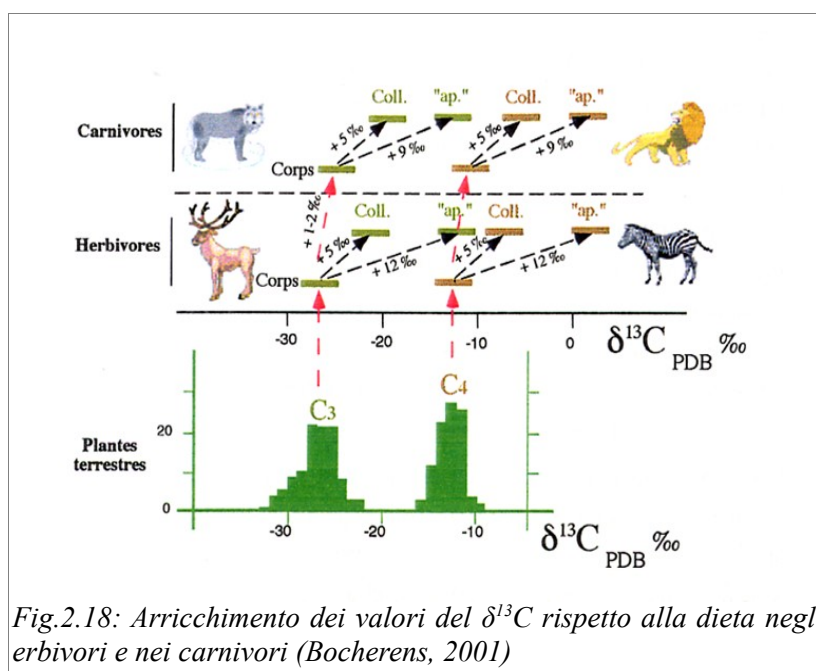 Coll. "ap." Coll. "ap."
Carnivores
+5 ‰ +9 ‰ +5 ‰ +9 ‰
Corps
+1-2 ‰
Coll. "ap." Coll. "ap."
Herbivores
+5 ‰ +12 ‰ +5 ‰ +12 ‰
Corps
-30 -20 -10 0 δ¹³C PDB ‰
C₃ C₄
20
Plantes
terrestres
0
-30 -20 -10 δ¹³C PDB ‰
Fig.2.18: Arricchimento dei valori del δ¹³C rispetto alla dieta negl
erbivori e nei carnivori (Bocherens, 2001)